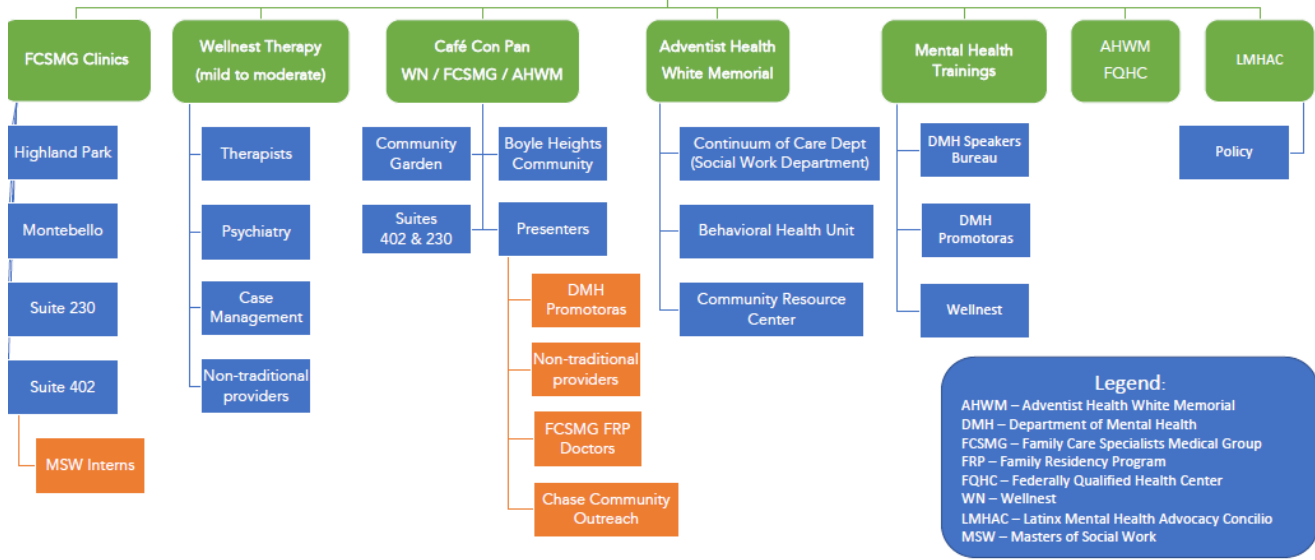 FCSMG Clinics
Highland Park
Montebello
Suite 230
Suite 402
MSW Interns
Wellnest Therapy
(mild to moderate)
Therapists
Psychiatry
Case
Management
Non-traditional
providers
Café Con Pan
WN / FCSMG / AHWM
Community
Garden
Boyle Heights
Community
Suites
402 & 230
Presenters
DMH
Promotoras
Non-traditional
providers
FCSMG FRP
Doctors
Chase Community
Outreach
Adventist Health
White Memorial
Continuum of Care Dept
(Social Work Department)
Behavioral Health Unit
Community Resource
Center
Mental Health
Trainings
DMH Speakers
Bureau
DMH
Promotoras
Wellnest
AHWM
FQHC
LMHAC
Policy
Legend:
AHWM – Adventist Health White Memorial
DMH – Department of Mental Health
FCSMG – Family Care Specialists Medical Group
FRP – Family Residency Program
FQHC – Federally Qualified Health Center
WN – Wellnest
LMHAC – Latinx Mental Health Advocacy Concilio
MSW – Masters of Social Work